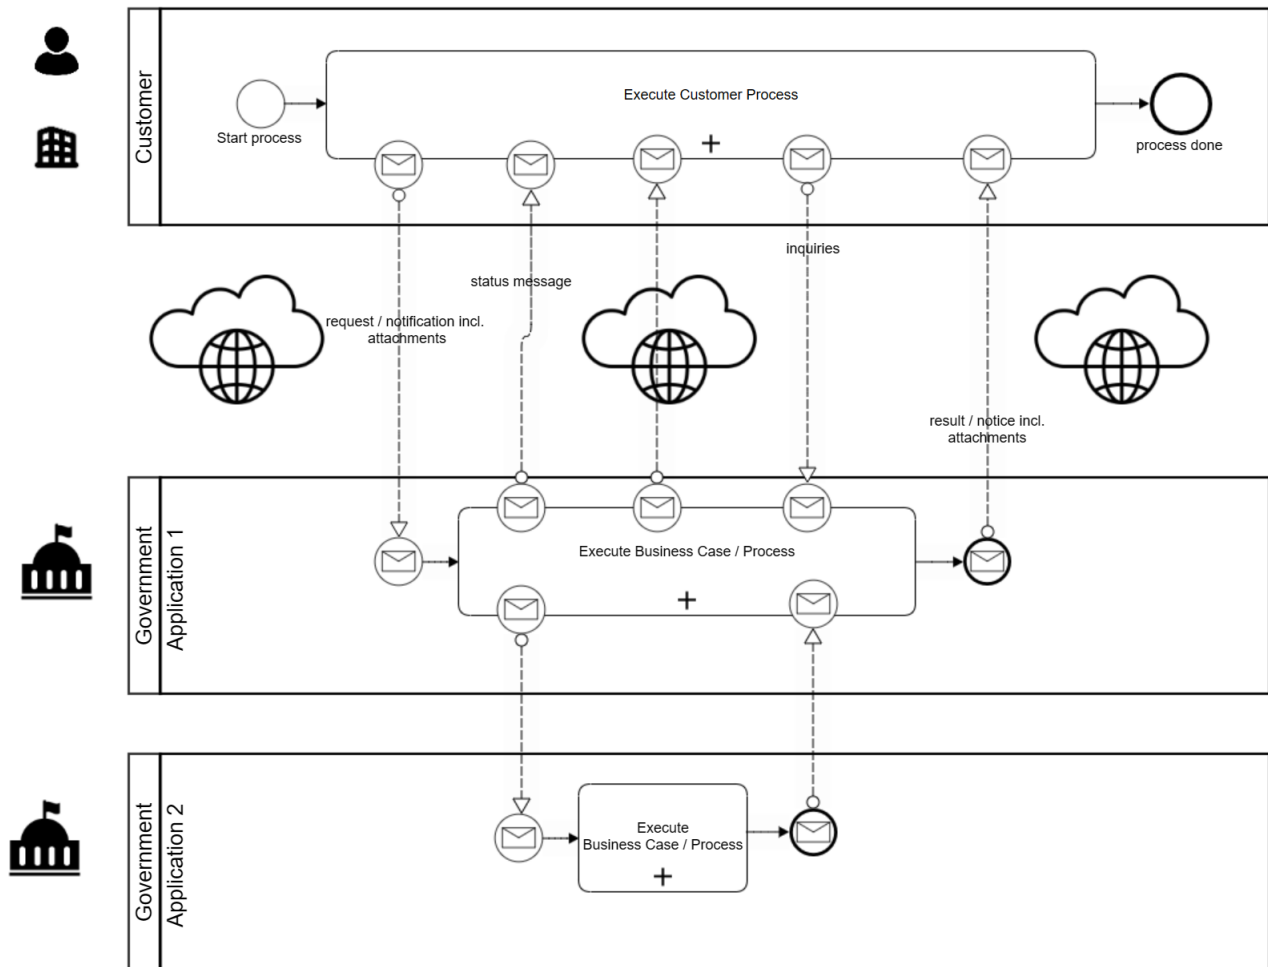 Customer
Execute Customer Process
Start process
process done
inquiries
status message
request / notification incl.
attachments
result / notice incl.
attachments
Government
Application 1
Execute Business Case / Process
Government
Application 2
Execute
Business Case / Process